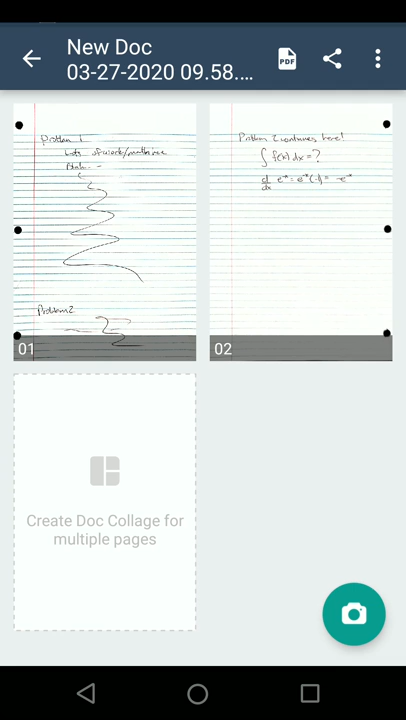 New Doc
03-27-2020 09.58....
PDF
Problem 1
Lots of work/math
Problem 2
01
Problem 2 continues here!
∫ f(x) dx = ?
d/dx e⁻ˣ = e⁻ˣ(-1) = -e⁻ˣ
02
Create Doc Collage for
multiple pages